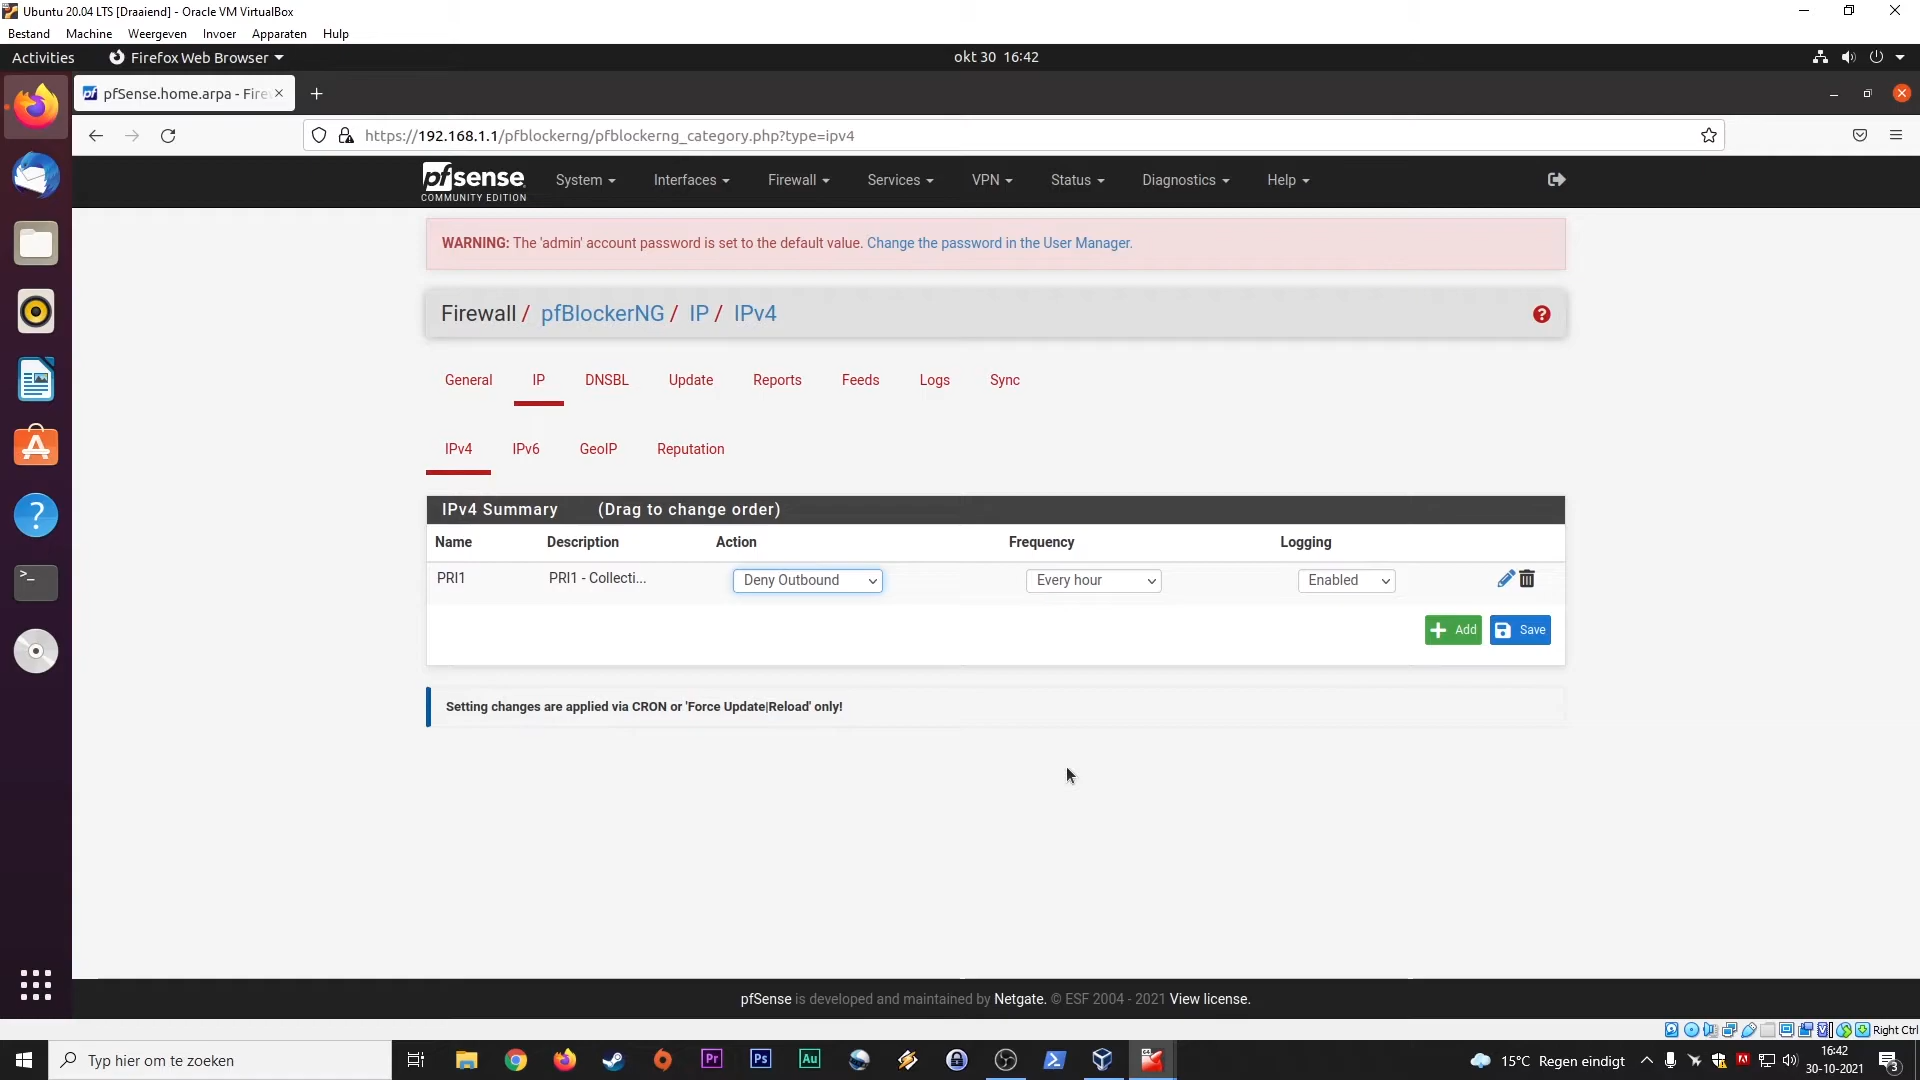 Ubuntu 20.04 LTS [Draaiend] - Oracle VM VirtualBox
Bestand Machine Weergeven Invoer Apparaten Hulp
Activities Firefox Web Browser okt 30 16:42
pfSense.home.arpa - Fire
https://192.168.1.1/pfblockerng/pfblockerng_category.php?type=ipv4
pfsense COMMUNITY EDITION System Interfaces Firewall Services VPN Status Diagnostics Help
WARNING: The 'admin' account password is set to the default value. Change the password in the User Manager.
Firewall / pfBlockerNG / IP / IPv4
General IP DNSBL Update Reports Feeds Logs Sync
IPv4 IPv6 GeoIP Reputation
IPv4 Summary (Drag to change order)
Name Description Action Frequency Logging
PRI1 PRI1 - Collecti... Deny Outbound Every hour Enabled
Add Save
Setting changes are applied via CRON or 'Force Update|Reload' only!
pfSense is developed and maintained by Netgate. © ESF 2004 - 2021 View license.
Right Ctrl
Typ hier om te zoeken Pr Ps Au 15°C Regen eindigt 16:42
30-10-2021 3